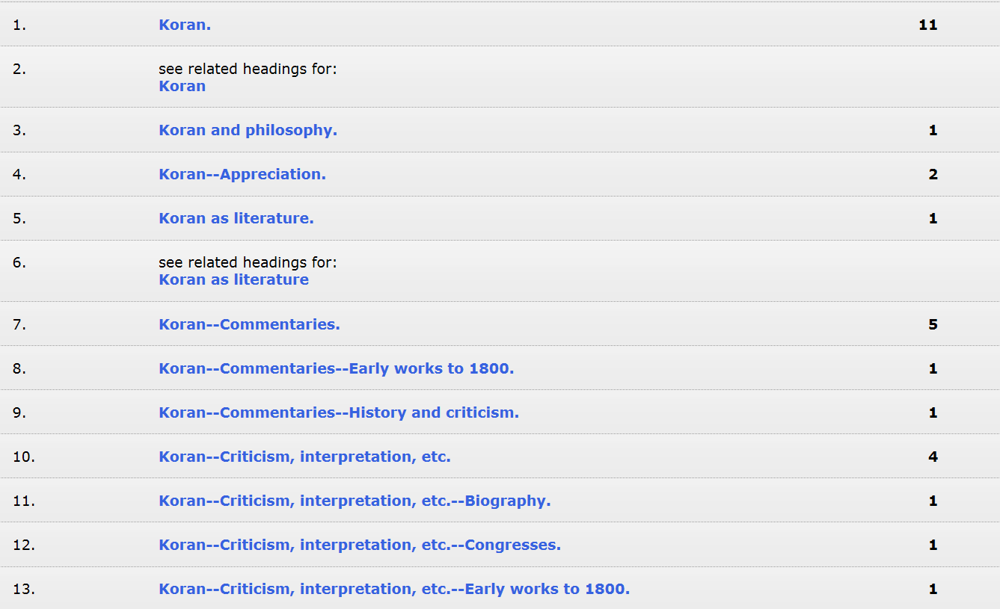 1. Koran. 11
2. see related headings for:
Koran
3. Koran and philosophy. 1
4. Koran--Appreciation. 2
5. Koran as literature. 1
6. see related headings for:
Koran as literature
7. Koran--Commentaries. 5
8. Koran--Commentaries--Early works to 1800. 1
9. Koran--Commentaries--History and criticism. 1
10. Koran--Criticism, interpretation, etc. 4
11. Koran--Criticism, interpretation, etc.--Biography. 1
12. Koran--Criticism, interpretation, etc.--Congresses. 1
13. Koran--Criticism, interpretation, etc.--Early works to 1800. 1